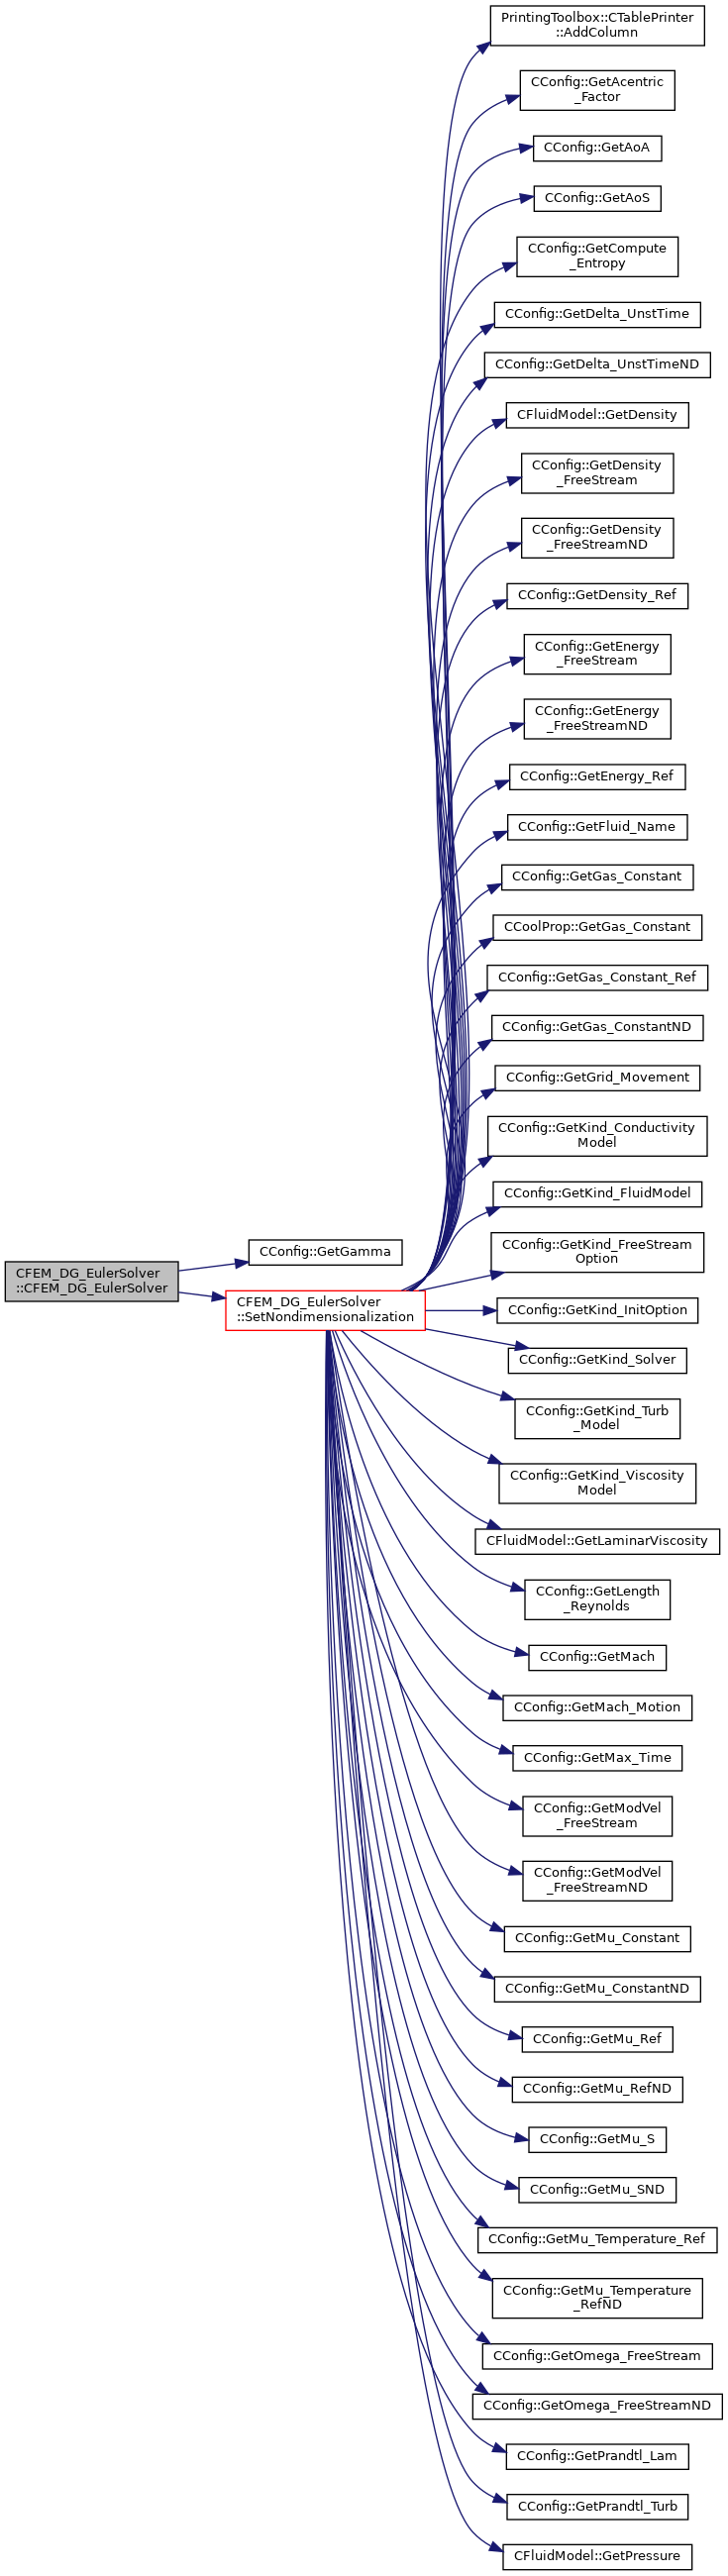 CFEM_DG_EulerSolver
::CFEM_DG_EulerSolver
CConfig::GetGamma
CFEM_DG_EulerSolver
::SetNondimensionalization
PrintingToolbox::CTablePrinter
::AddColumn
CConfig::GetAcentric
_Factor
CConfig::GetAoA
CConfig::GetAoS
CConfig::GetCompute
_Entropy
CConfig::GetDelta_UnstTime
CConfig::GetDelta_UnstTimeND
CFluidModel::GetDensity
CConfig::GetDensity
_FreeStream
CConfig::GetDensity
_FreeStreamND
CConfig::GetDensity_Ref
CConfig::GetEnergy
_FreeStream
CConfig::GetEnergy
_FreeStreamND
CConfig::GetEnergy_Ref
CConfig::GetFluid_Name
CConfig::GetGas_Constant
CCoolProp::GetGas_Constant
CConfig::GetGas_Constant_Ref
CConfig::GetGas_ConstantND
CConfig::GetGrid_Movement
CConfig::GetKind_Conductivity
Model
CConfig::GetKind_FluidModel
CConfig::GetKind_FreeStream
Option
CConfig::GetKind_InitOption
CConfig::GetKind_Solver
CConfig::GetKind_Turb
_Model
CConfig::GetKind_Viscosity
Model
CFluidModel::GetLaminarViscosity
CConfig::GetLength
_Reynolds
CConfig::GetMach
CConfig::GetMach_Motion
CConfig::GetMax_Time
CConfig::GetModVel
_FreeStream
CConfig::GetModVel
_FreeStreamND
CConfig::GetMu_Constant
CConfig::GetMu_ConstantND
CConfig::GetMu_Ref
CConfig::GetMu_RefND
CConfig::GetMu_S
CConfig::GetMu_SND
CConfig::GetMu_Temperature_Ref
CConfig::GetMu_Temperature
_RefND
CConfig::GetOmega_FreeStream
CConfig::GetOmega_FreeStreamND
CConfig::GetPrandtl_Lam
CConfig::GetPrandtl_Turb
CFluidModel::GetPressure